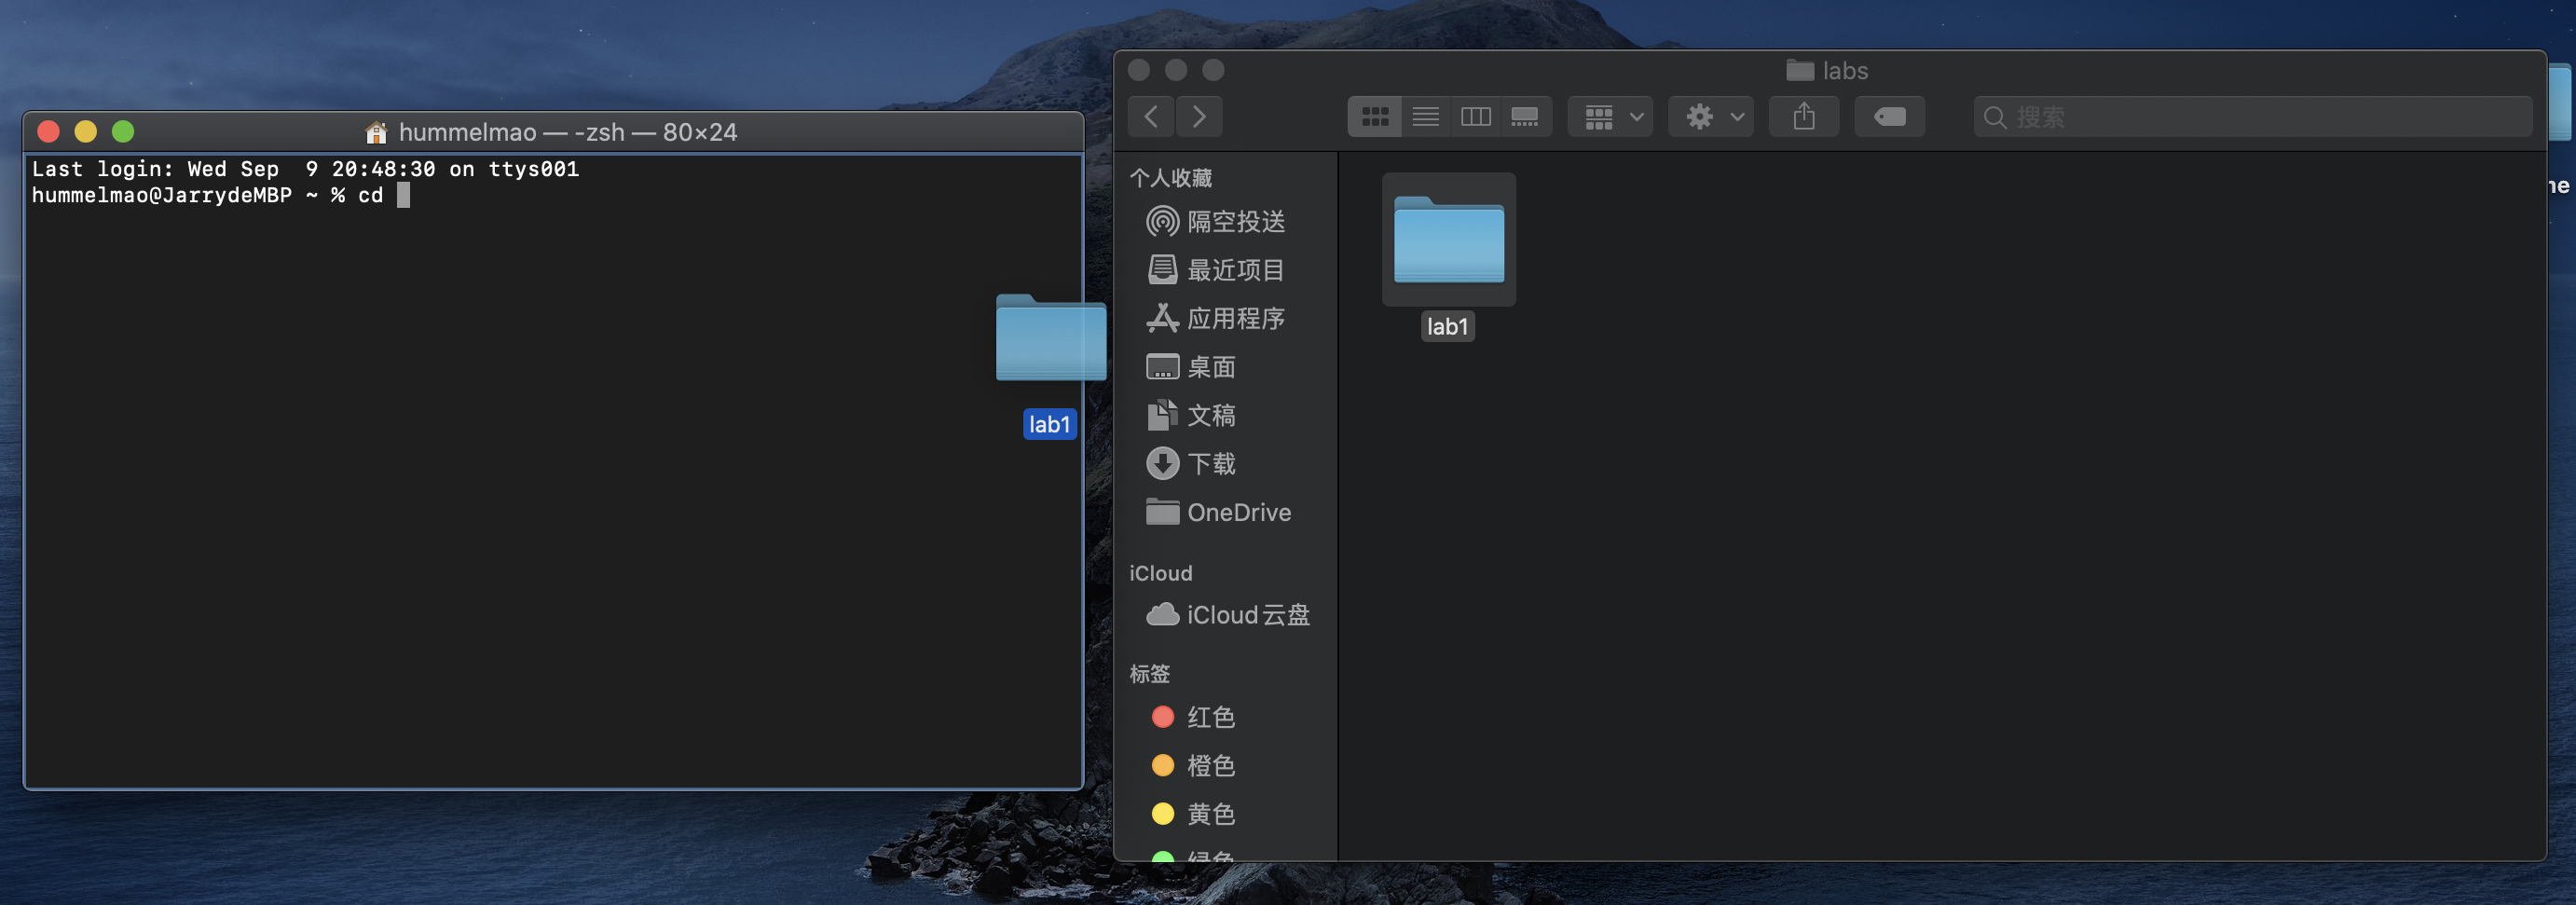 hummelmao — -zsh — 80×24
Last login: Wed Sep  9 20:48:30 on ttys001
hummelmao@JarrydeMBP ~ % cd
lab1
labs
搜索
个人收藏
隔空投送
最近项目
应用程序
桌面
文稿
下载
OneDrive
iCloud
iCloud云盘
标签
红色
橙色
黄色
绿色
lab1